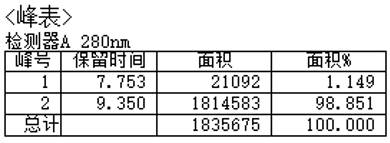 <峰表>
检测器A 280nm
峰号 保留时间 面积 面积%
1 7.753 21092 1.149
2 9.350 1814583 98.851
总计 1835675 100.000